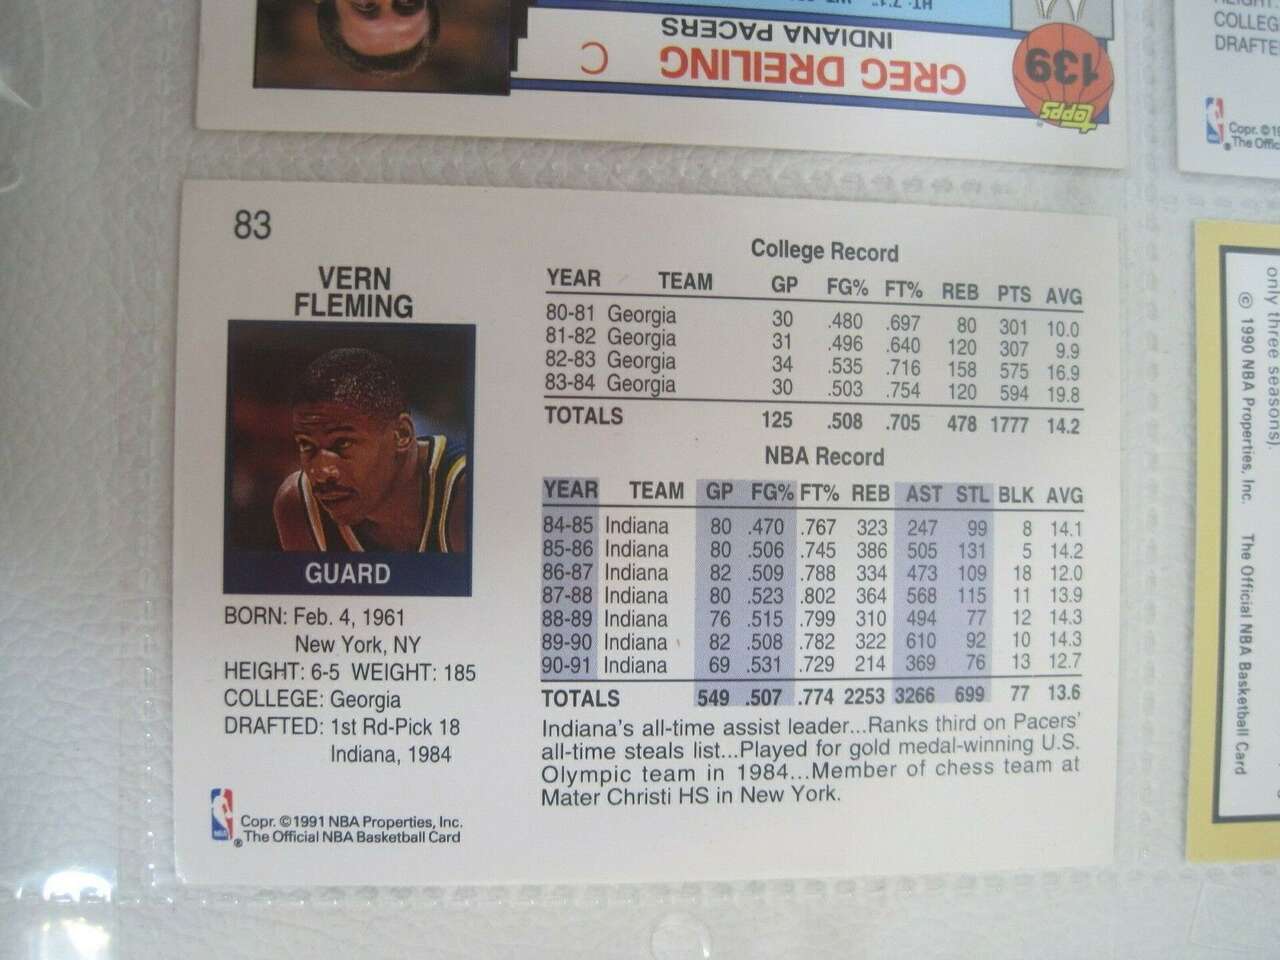 HT: 7'1"
INDIANA PACERS
GREG DREILING C
139
Topps
COLLEG
DRAFTE
Copr. ©19
The Offic
83
VERN
FLEMING
GUARD
BORN: Feb. 4, 1961
New York, NY
HEIGHT: 6-5 WEIGHT: 185
COLLEGE: Georgia
DRAFTED: 1st Rd-Pick 18
Indiana, 1984
NBA
Copr. ©1991 NBA Properties, Inc.
® The Official NBA Basketball Card
College Record
YEAR TEAM GP FG% FT% REB PTS AVG
80-81 Georgia 30 .480 .697 80 301 10.0
81-82 Georgia 31 .496 .640 120 307 9.9
82-83 Georgia 34 .535 .716 158 575 16.9
83-84 Georgia 30 .503 .754 120 594 19.8
TOTALS 125 .508 .705 478 1777 14.2
NBA Record
YEAR TEAM GP FG% FT% REB AST STL BLK AVG
84-85 Indiana 80 .470 .767 323 247 99 8 14.1
85-86 Indiana 80 .506 .745 386 505 131 5 14.2
86-87 Indiana 82 .509 .788 334 473 109 18 12.0
87-88 Indiana 80 .523 .802 364 568 115 11 13.9
88-89 Indiana 76 .515 .799 310 494 77 12 14.3
89-90 Indiana 82 .508 .782 322 610 92 10 14.3
90-91 Indiana 69 .531 .729 214 369 76 13 12.7
TOTALS 549 .507 .774 2253 3266 699 77 13.6
Indiana's all-time assist leader...Ranks third on Pacers'
all-time steals list...Played for gold medal-winning U.S.
Olympic team in 1984...Member of chess team at
Mater Christi HS in New York.
only three seasons).
© 1990 NBA Properties, Inc. The Official NBA Basketball Card